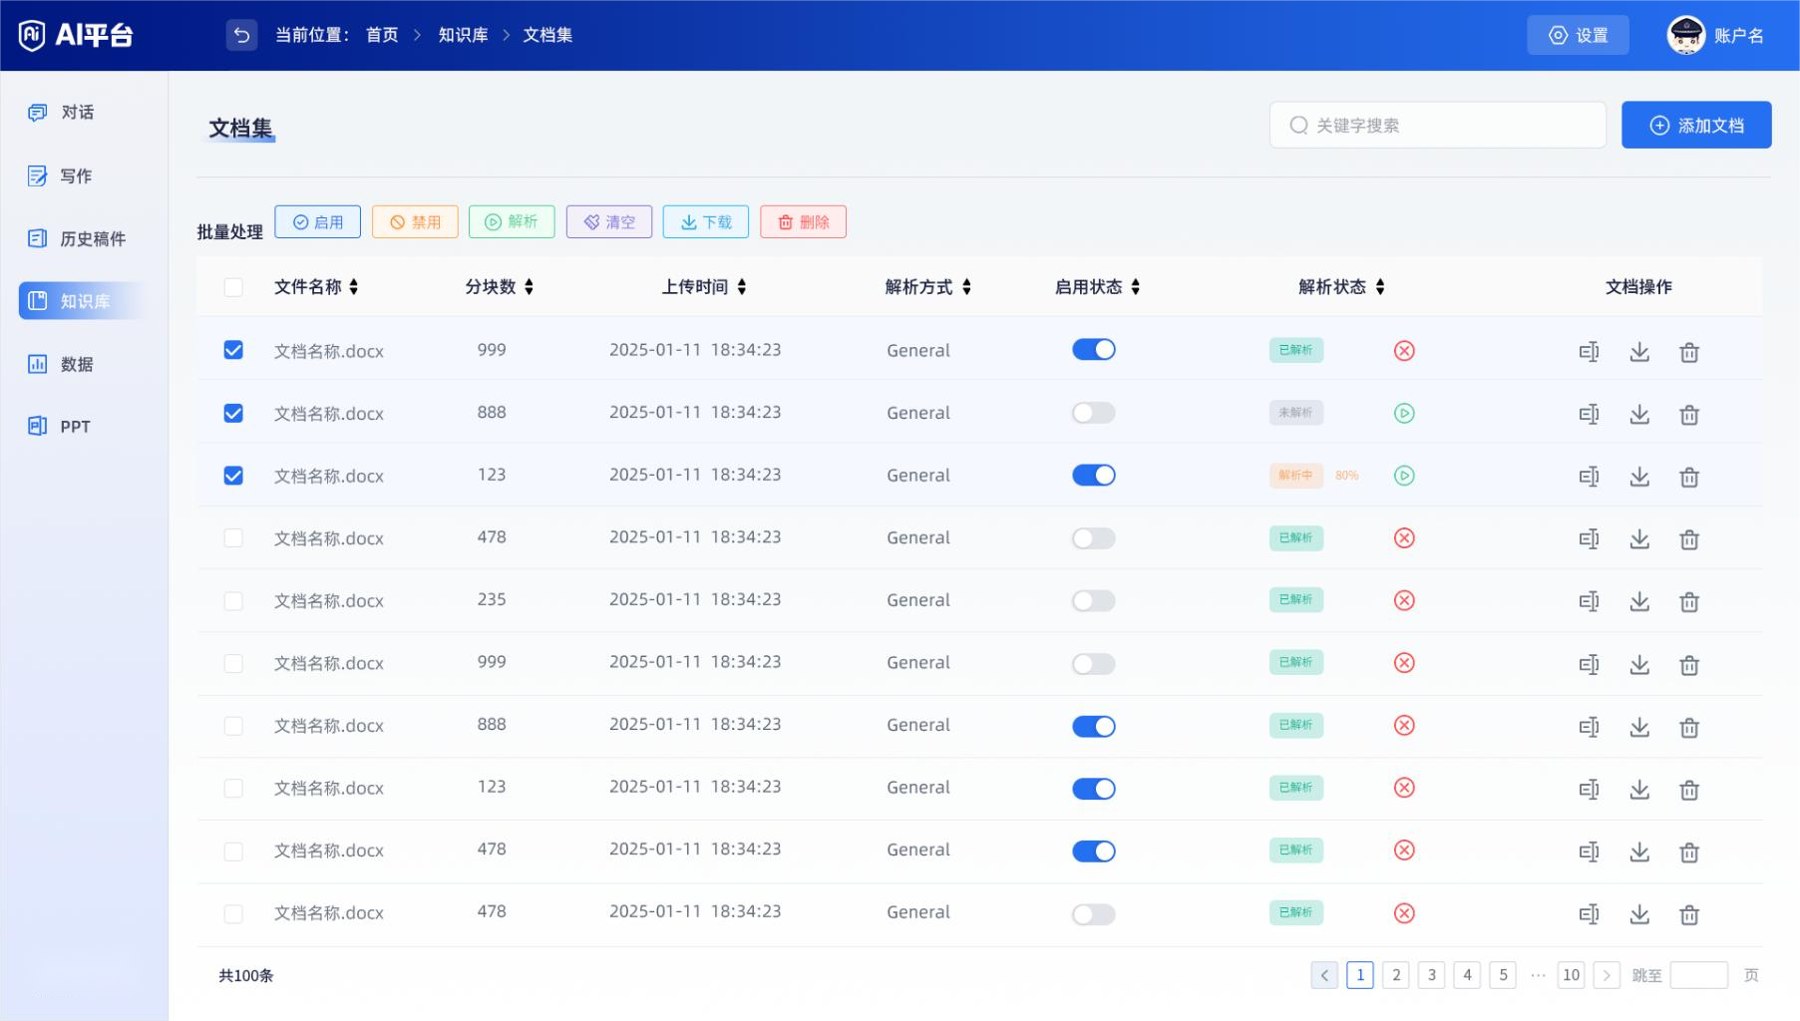 AI平台
当前位置： 首页 > 知识库 > 文档集
设置
账户名
对话
写作
历史稿件
知识库
数据
PPT
文档集
关键字搜索
添加文档
批量处理 启用 禁用 解析 清空 下载 删除
文件名称 分块数 上传时间 解析方式 启用状态 解析状态 文档操作
文档名称.docx 999 2025-01-11 18:34:23 General 已解析
文档名称.docx 888 2025-01-11 18:34:23 General 未解析
文档名称.docx 123 2025-01-11 18:34:23 General 解析中 80%
文档名称.docx 478 2025-01-11 18:34:23 General 已解析
文档名称.docx 235 2025-01-11 18:34:23 General 已解析
文档名称.docx 999 2025-01-11 18:34:23 General 已解析
文档名称.docx 888 2025-01-11 18:34:23 General 已解析
文档名称.docx 123 2025-01-11 18:34:23 General 已解析
文档名称.docx 478 2025-01-11 18:34:23 General 已解析
文档名称.docx 478 2025-01-11 18:34:23 General 已解析
共100条
< 1 2 3 4 5 ··· 10 > 跳至 页